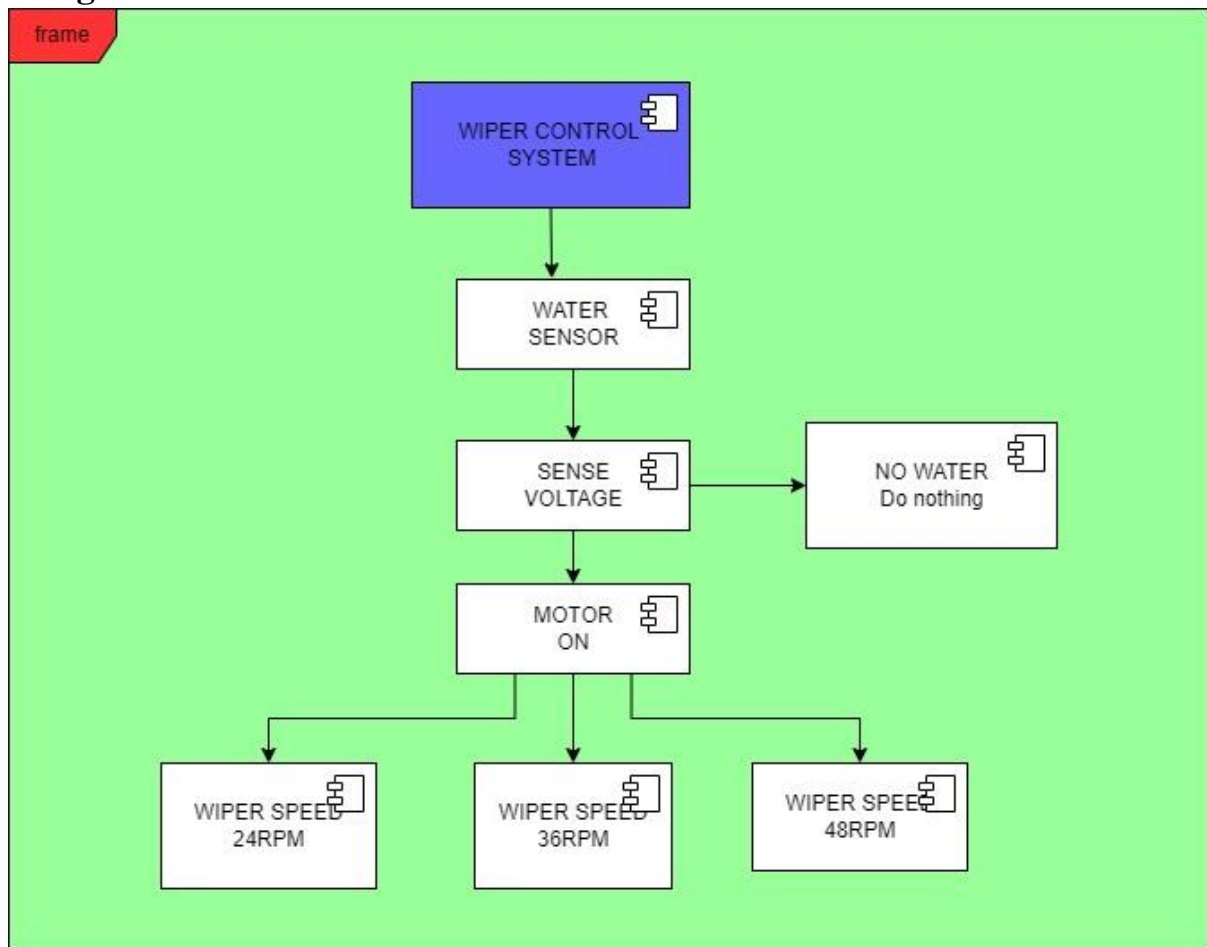 frame
WIPER CONTROL
SYSTEM
WATER
SENSOR
SENSE
VOLTAGE
NO WATER
Do nothing
MOTOR
ON
WIPER SPEED
24RPM
WIPER SPEED
36RPM
WIPER SPEED
48RPM